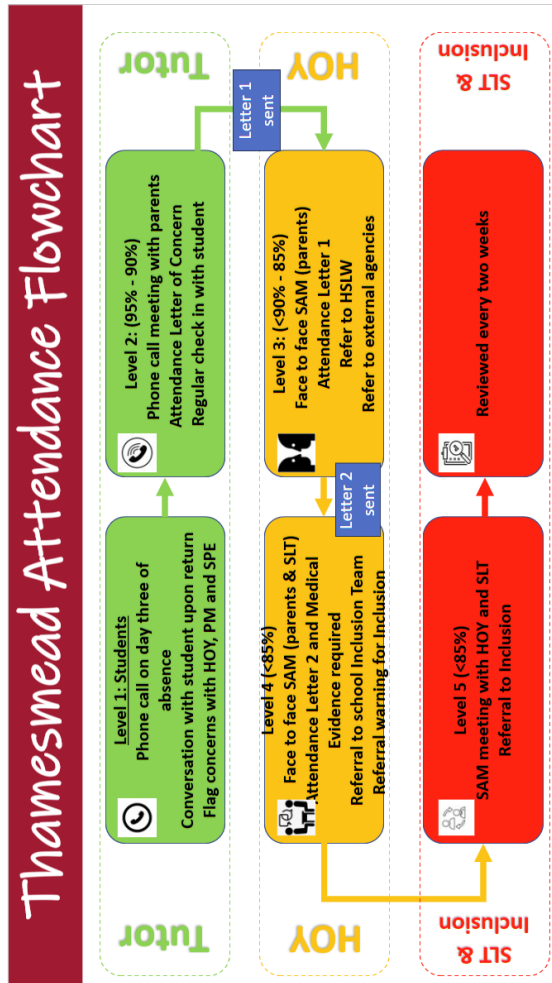 Thamesmead Attendance Flowchart
Tutor
Level 1: Students
Phone call on day three of
absence
Conversation with student upon return
Flag concerns with HOY, PM and SPE
Level 2: (95% - 90%)
Phone call meeting with parents
Attendance Letter of Concern
Regular check in with student
Tutor
Letter 1
sent
HOY
Level 3: (<90% - 85%)
Face to face SAM (parents)
Attendance Letter 1
Refer to HSLW
Refer to external agencies
Letter 2
sent
Level 4 (<85%)
Face to face SAM (parents & SLT)
Attendance Letter 2 and Medical
Evidence required
Referral to school Inclusion Team
Referral warning for Inclusion
HOY
SLT &
Inclusion
Level 5 (<85%)
SAM meeting with HOY and SLT
Referral to Inclusion
Reviewed every two weeks
SLT &
Inclusion